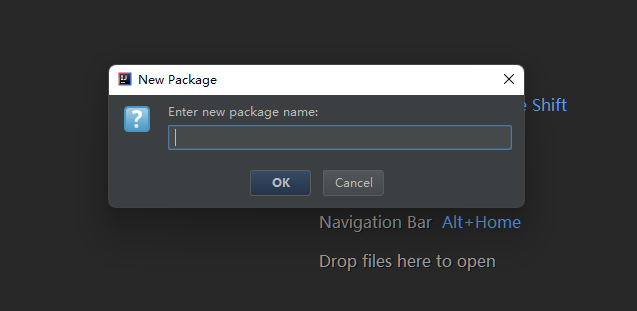 New Package
Enter new package name:
Shift
OK
Cancel
Navigation Bar Alt+Home
Drop files here to open